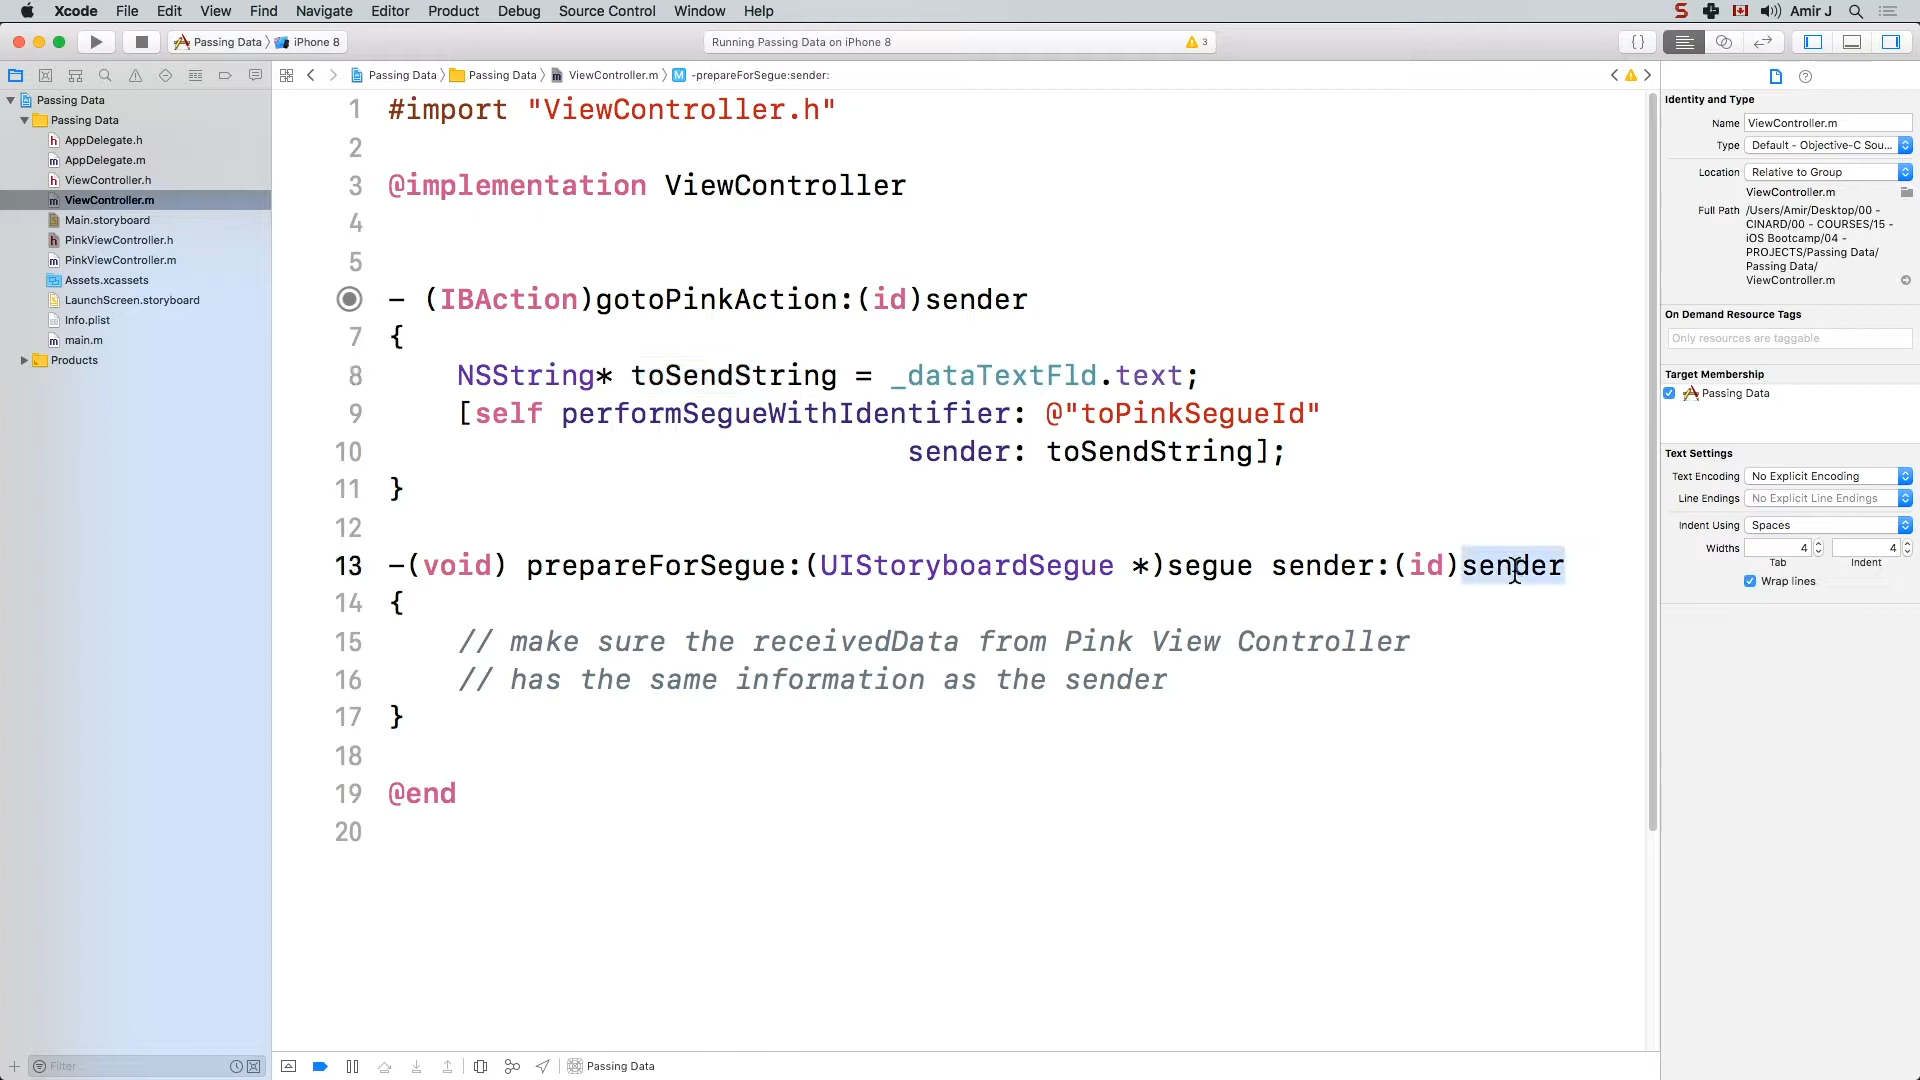 Xcode File Edit View Find Navigate Editor Product Debug Source Control Window Help
Amir J
Passing Data iPhone 8
Running Passing Data on iPhone 8
3
Passing Data Passing Data ViewController.m M -prepareForSegue:sender:
Passing Data
Passing Data
AppDelegate.h
AppDelegate.m
ViewController.h
ViewController.m
Main.storyboard
PinkViewController.h
PinkViewController.m
Assets.xcassets
LaunchScreen.storyboard
Info.plist
main.m
Products
Filter
1 #import "ViewController.h"
2
3 @implementation ViewController
4
5
- (IBAction)gotoPinkAction:(id)sender
7 {
8 NSString* toSendString = _dataTextFld.text;
9 [self performSegueWithIdentifier: @"toPinkSegueId"
10 sender: toSendString];
11 }
12
13 -(void) prepareForSegue:(UIStoryboardSegue *)segue sender:(id)sender
14 {
15 // make sure the receivedData from Pink View Controller
16 // has the same information as the sender
17 }
18
19 @end
20
Passing Data
Identity and Type
Name ViewController.m
Type Default - Objective-C Sou...
Location Relative to Group
ViewController.m
Full Path /Users/Amir/Desktop/00 -
CINARD/00 - COURSES/15 -
iOS Bootcamp/04 -
PROJECTS/Passing Data/
Passing Data/
ViewController.m
On Demand Resource Tags
Only resources are taggable
Target Membership
Passing Data
Text Settings
Text Encoding No Explicit Encoding
Line Endings No Explicit Line Endings
Indent Using Spaces
Widths 4 4
Tab Indent
Wrap lines